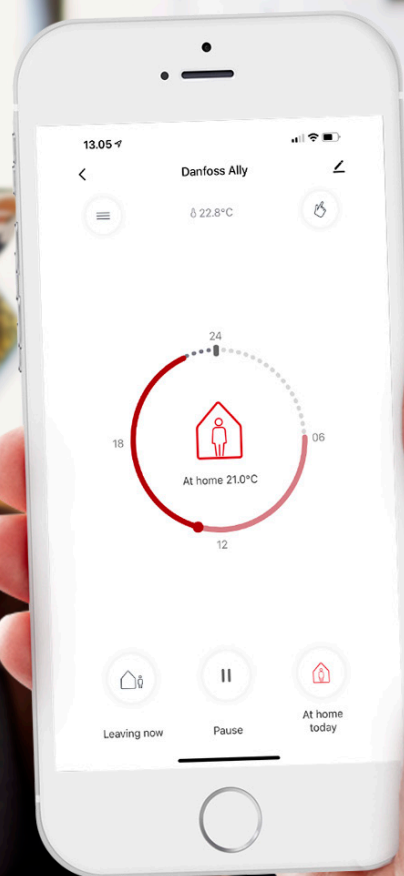 13.05
Danfoss Ally
22.8°C
24
18
06
At home 21.0°C
12
Leaving now
Pause
At home
today